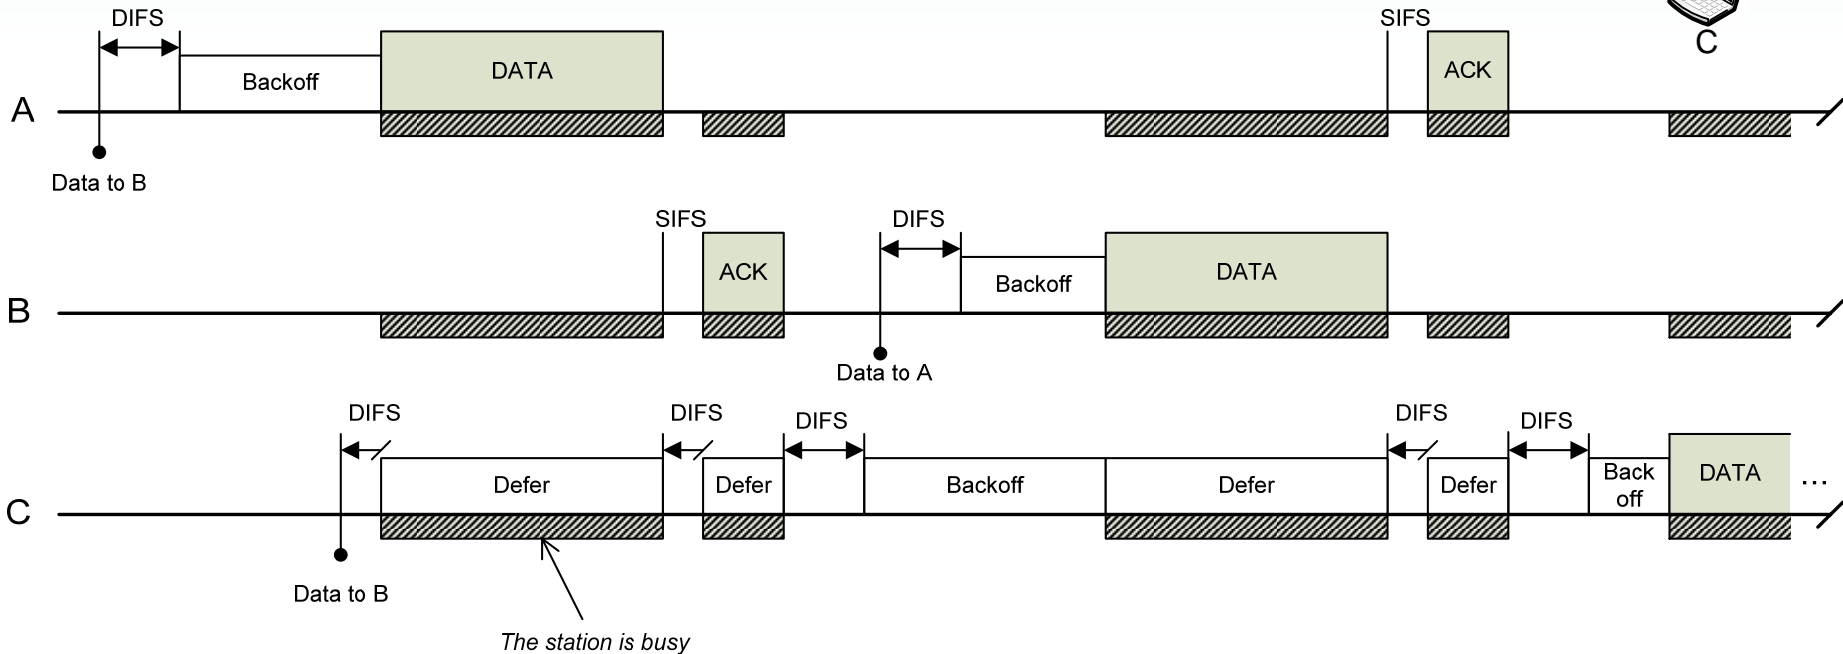 DIFS
SIFS
C
Backoff
DATA
ACK
A
Data to B
SIFS
DIFS
ACK
Backoff
DATA
B
Data to A
DIFS
DIFS
DIFS
DIFS
DIFS
Defer
Defer
Backoff
Defer
Defer
Back
off
DATA
...
C
Data to B
The station is busy